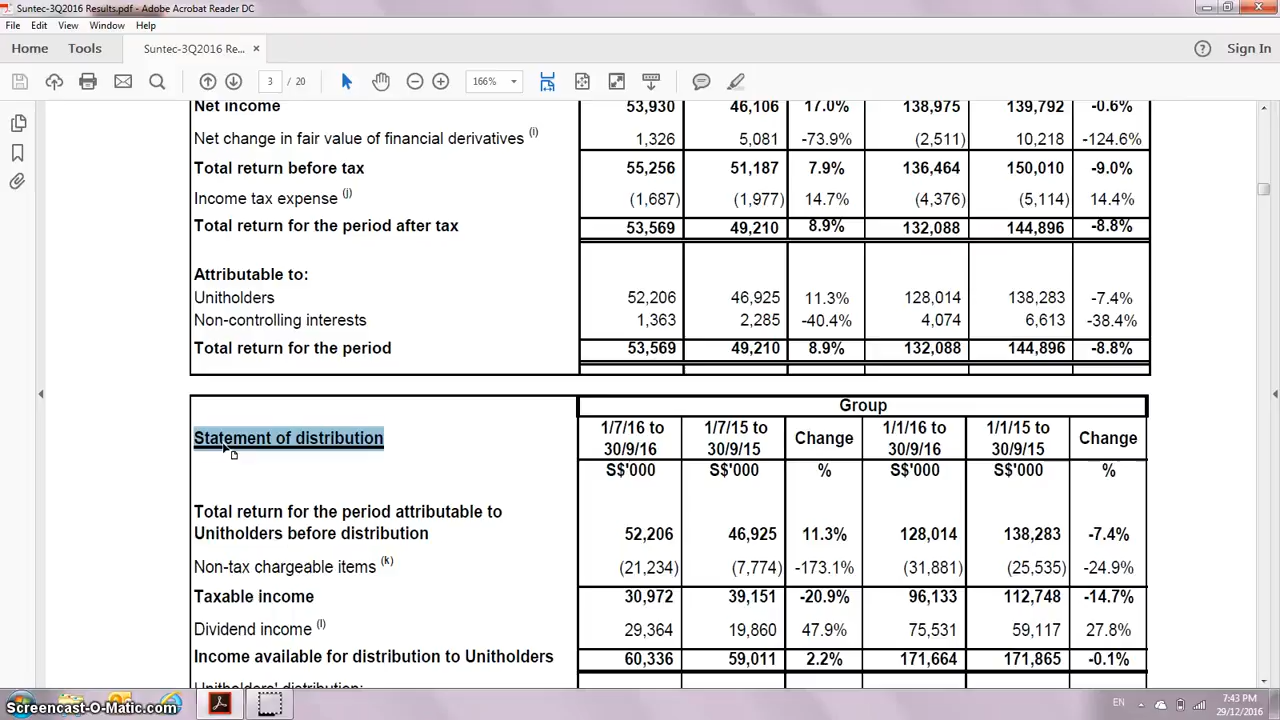 Suntec-3Q2016 Results.pdf - Adobe Acrobat Reader DC
File Edit View Window Help
Home Tools Suntec-3Q2016 Re... × ? Sign In
3 / 20 166%
Net income 53,930 46,106 17.0% 138,975 139,792 -0.6%
Net change in fair value of financial derivatives (i) 1,326 5,081 -73.9% (2,511) 10,218 -124.6%
Total return before tax 55,256 51,187 7.9% 136,464 150,010 -9.0%
Income tax expense (j) (1,687) (1,977) 14.7% (4,376) (5,114) 14.4%
Total return for the period after tax 53,569 49,210 8.9% 132,088 144,896 -8.8%
Attributable to:
Unitholders 52,206 46,925 11.3% 128,014 138,283 -7.4%
Non-controlling interests 1,363 2,285 -40.4% 4,074 6,613 -38.4%
Total return for the period 53,569 49,210 8.9% 132,088 144,896 -8.8%
Group
Statement of distribution 1/7/16 to 30/9/16 1/7/15 to 30/9/15 Change 1/1/16 to 30/9/16 1/1/15 to 30/9/15 Change
S$'000 S$'000 % S$'000 S$'000 %
Total return for the period attributable to
Unitholders before distribution 52,206 46,925 11.3% 128,014 138,283 -7.4%
Non-tax chargeable items (k) (21,234) (7,774) -173.1% (31,881) (25,535) -24.9%
Taxable income 30,972 39,151 -20.9% 96,133 112,748 -14.7%
Dividend income (l) 29,364 19,860 47.9% 75,531 59,117 27.8%
Income available for distribution to Unitholders 60,336 59,011 2.2% 171,664 171,865 -0.1%
Unitholders' distribution:
Screencast-O-Matic.com
EN 7:43 PM
29/12/2016